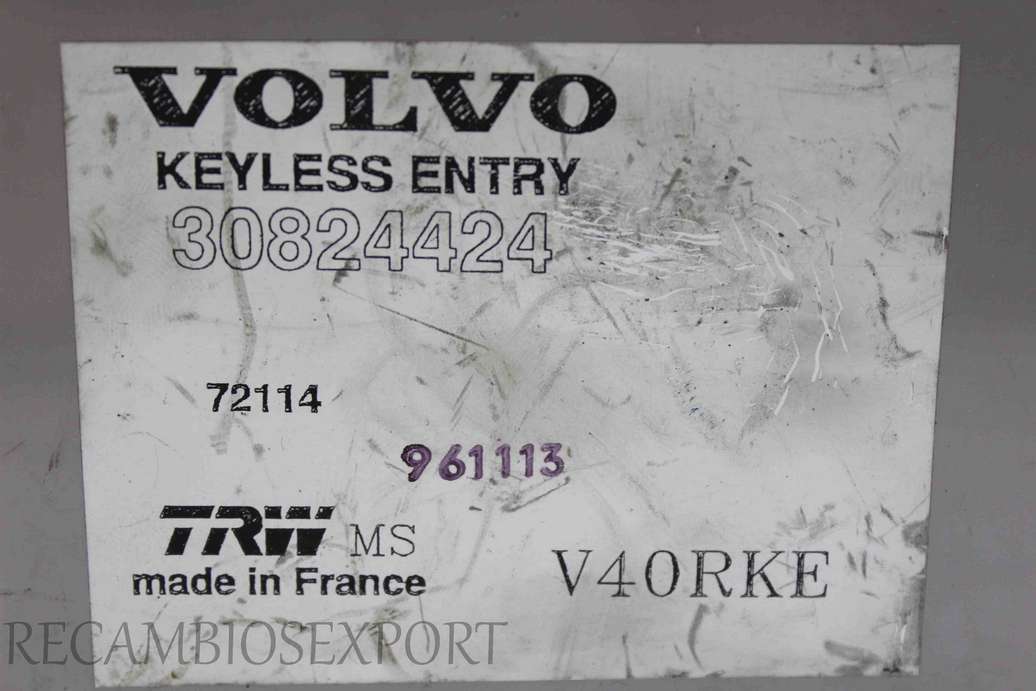 VOLVO
KEYLESS ENTRY
30824424
72114
961113
TRW MS
made in France
V40RKE
RECAMBIOSEXPORT